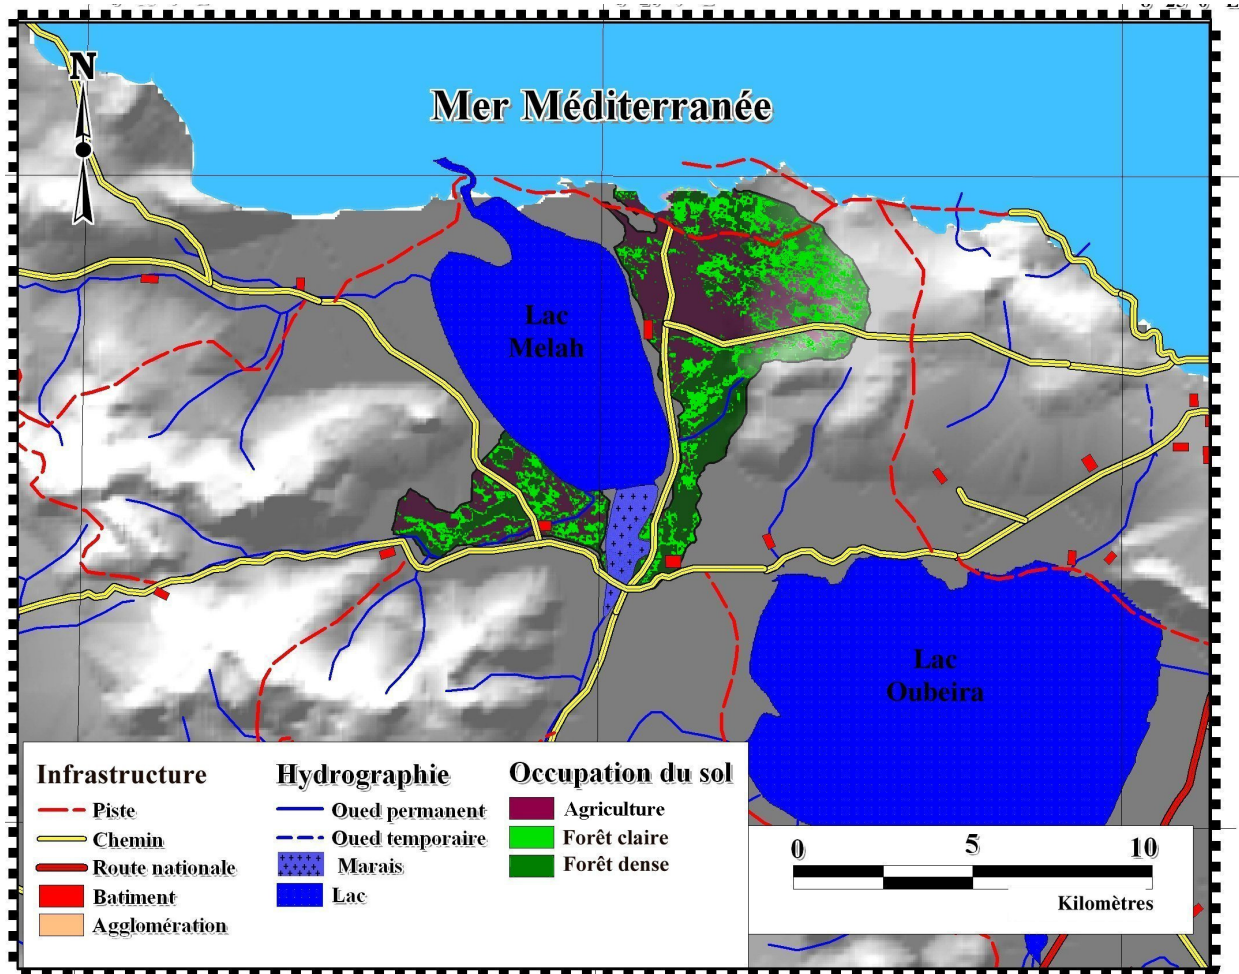 N
Mer Méditerranée
Lac
Melah
Lac
Oubeira
Infrastructure
Piste
Chemin
Route nationale
Batiment
Agglomération
Hydrographie
Oued permanent
Oued temporaire
Marais
Lac
Occupation du sol
Agriculture
Forêt claire
Forêt dense
0 5 10
Kilomètres